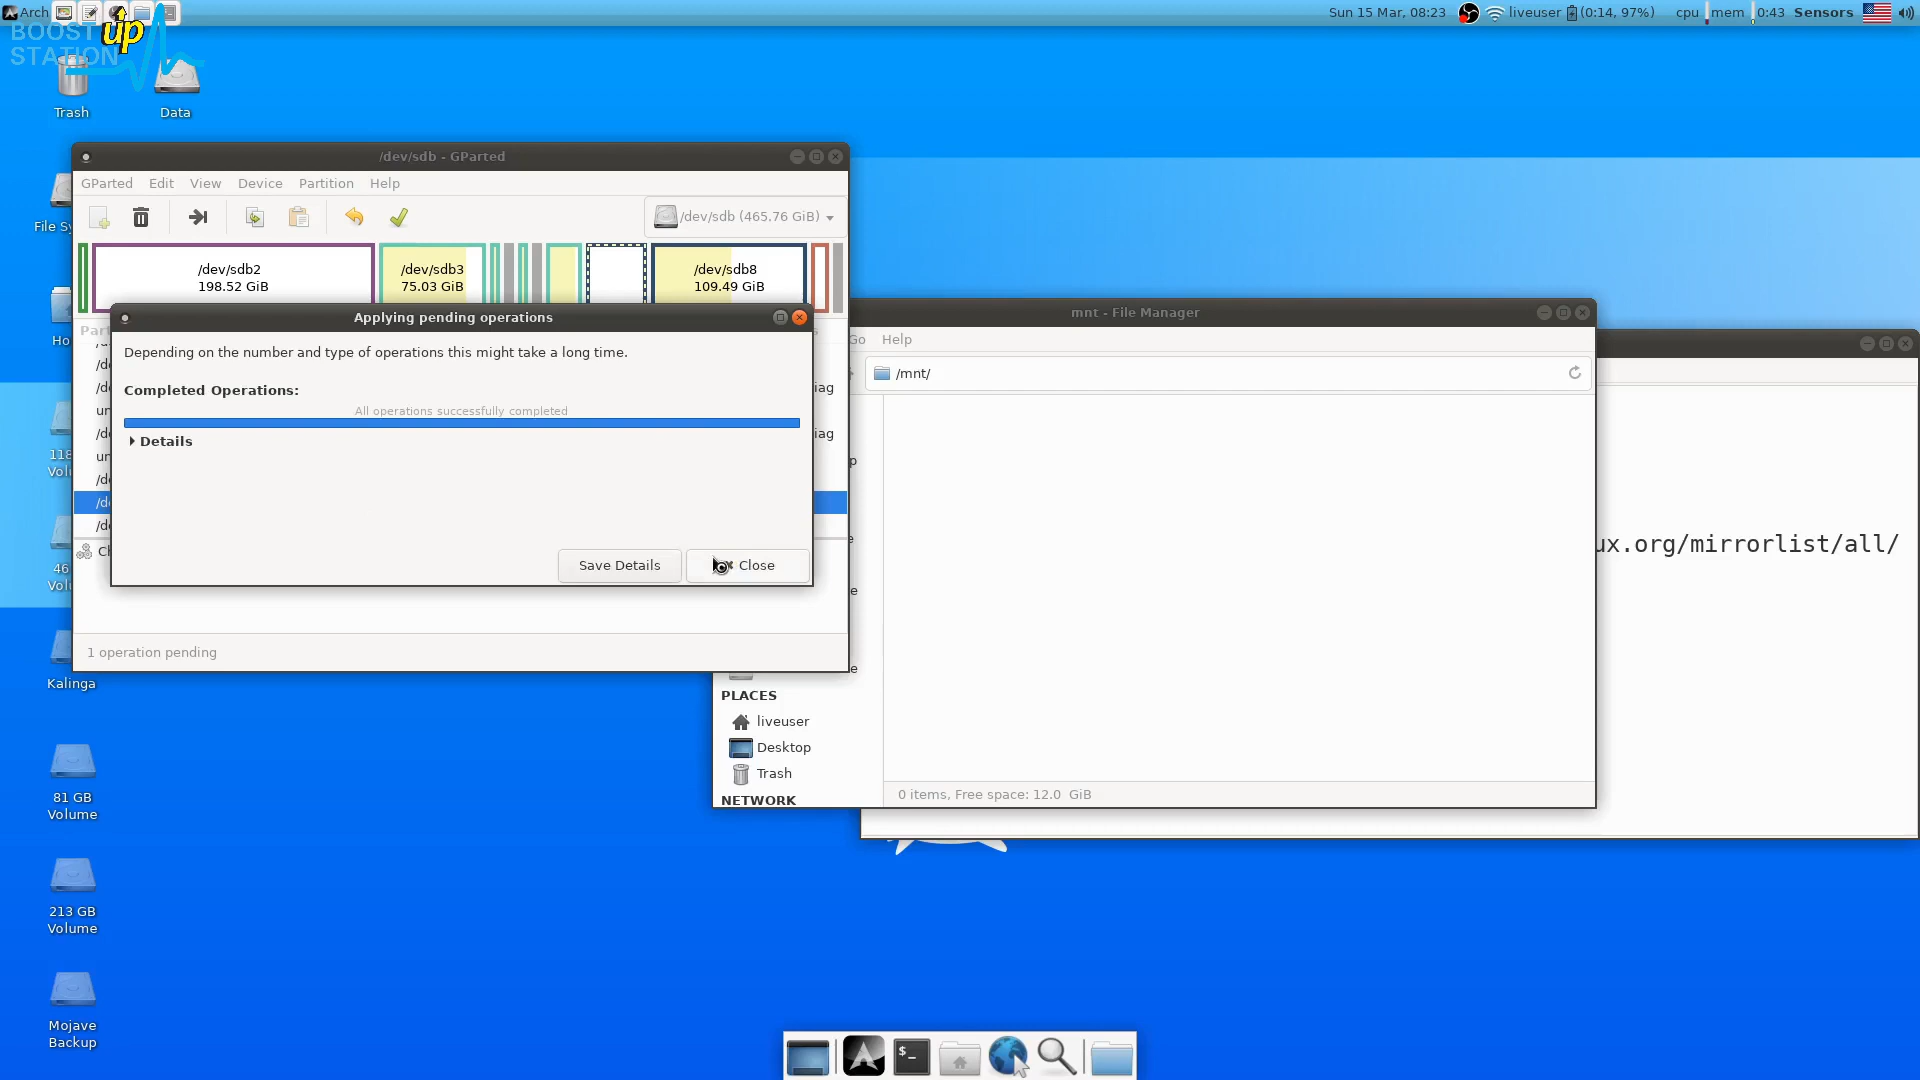 Arch
Sun 15 Mar, 08:23
liveuser
(0:14, 97%)
cpu
mem
0:43
Sensors
BOOST up
STATION
Trash
Data
/dev/sdb - GParted
GParted Edit View Device Partition Help
/dev/sdb (465.76 GiB)
/dev/sdb2
198.52 GiB
/dev/sdb3
75.03 GiB
/dev/sdb8
109.49 GiB
Applying pending operations
Depending on the number and type of operations this might take a long time.
Completed Operations:
All operations successfully completed
Details
Save Details
Close
1 operation pending
mnt - File Manager
Go Help
/mnt/
PLACES
liveuser
Desktop
Trash
NETWORK
0 items, Free space: 12.0 GiB
ux.org/mirrorlist/all/
Kalinga
81 GB
Volume
213 GB
Volume
Mojave
Backup